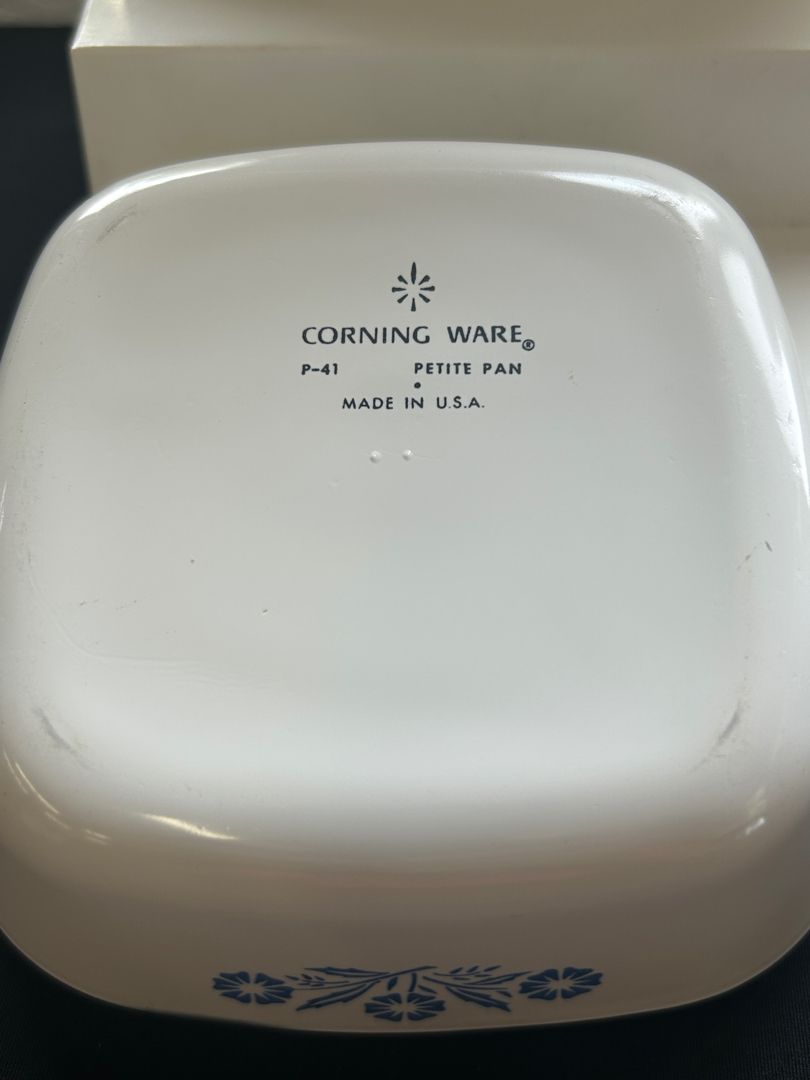 CORNING WARE®
P-41 PETITE PAN
MADE IN U.S.A.